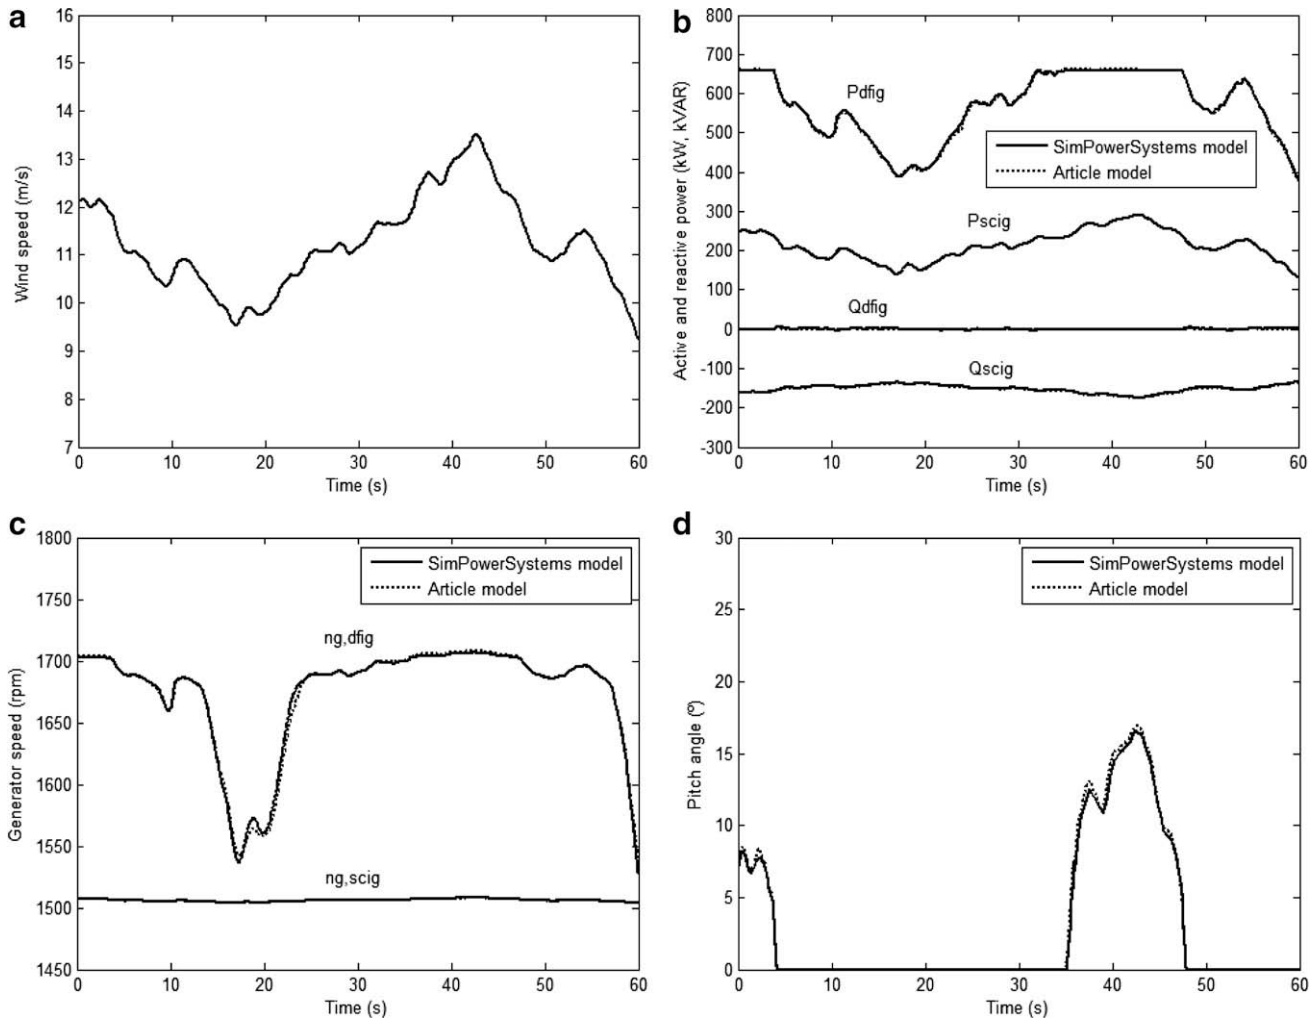 a
16
15
14
13
12
11
10
9
8
7
Wind speed (m/s)
0 10 20 30 40 50 60
Time (s)
b
800
700
600
500
400
300
200
100
0
-100
-200
-300
Active and reactive power (kW, kVAR)
Pdfig
SimPowerSystems model
Article model
Pscig
Qdfig
Qscig
0 10 20 30 40 50 60
Time (s)
c
1800
1750
1700
1650
1600
1550
1500
1450
Generator speed (rpm)
SimPowerSystems model
Article model
ng,dfig
ng,scig
0 10 20 30 40 50 60
Time (s)
d
30
25
20
15
10
5
0
Pitch angle (º)
SimPowerSystems model
Article model
0 10 20 30 40 50 60
Time (s)